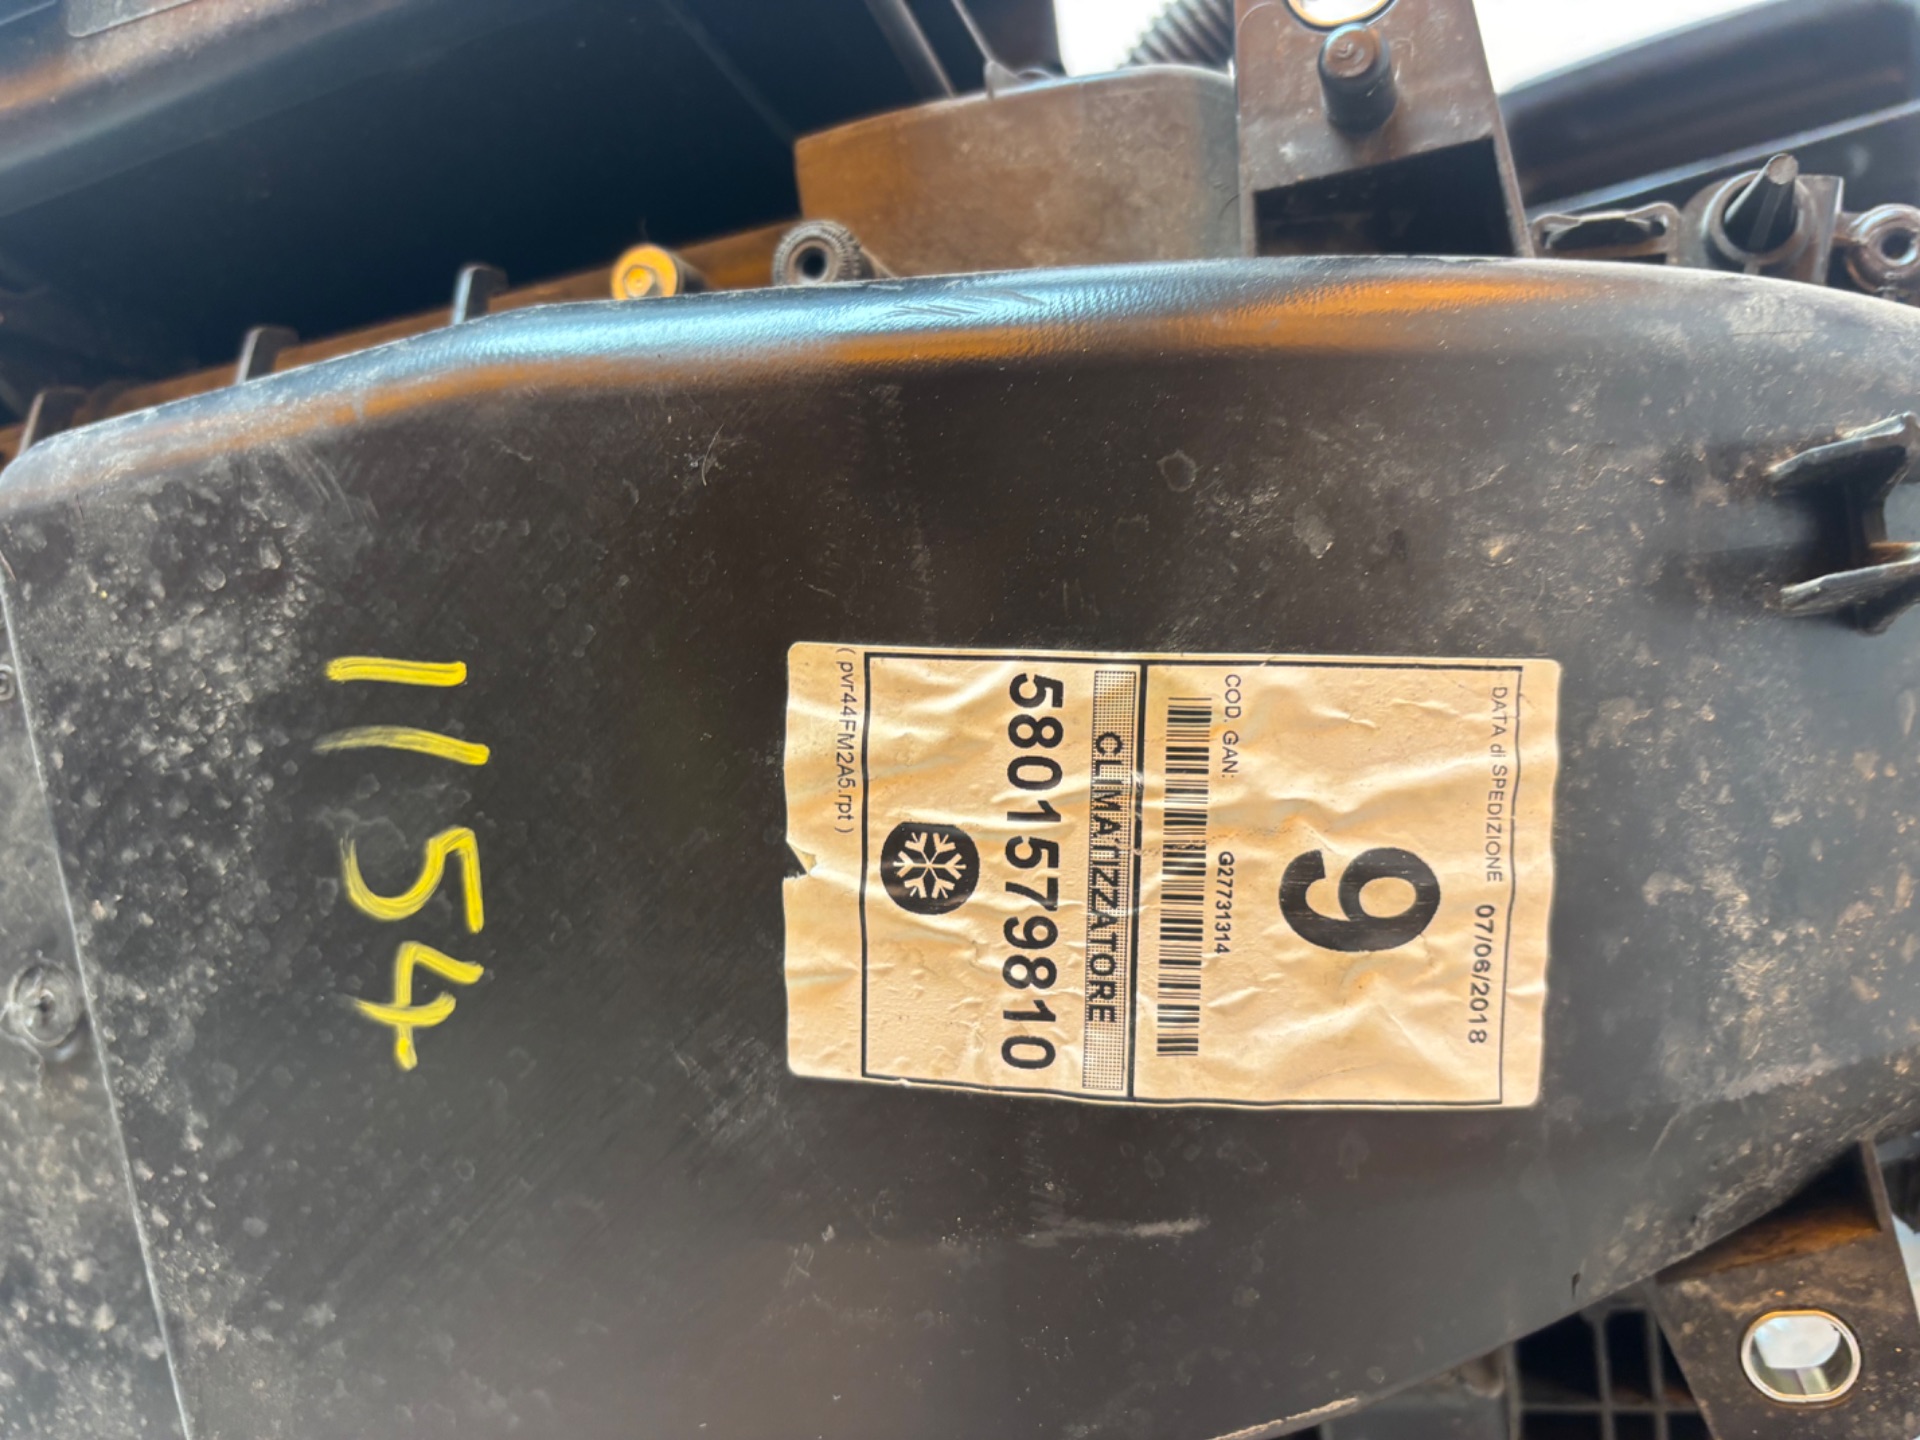 DATA di SPEDIZIONE 07/06/2018
9
COD. GAN: G27731314
CLIMATIZZATORE
5801579810
( pvr44FM2A5.rpt )
1154